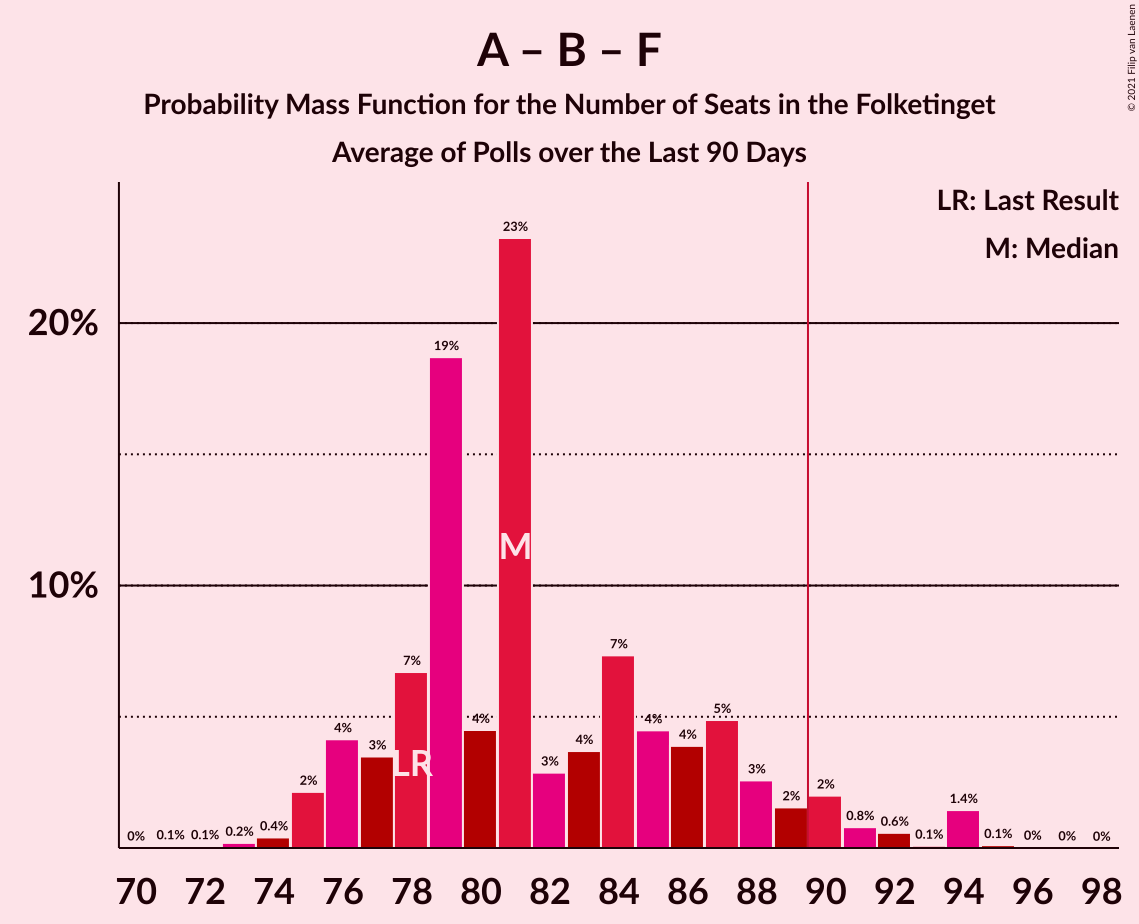 A – B – F
Probability Mass Function for the Number of Seats in the Folketinget
Average of Polls over the Last 90 Days
© 2021 Filip van Laenen
LR: Last Result
M: Median
20%
10%
0% 0.1% 0.1% 0.2% 0.4% 2% 4% 3% 7% 19% 4% 23% 3% 4% 7% 4% 4% 5% 3% 2% 2% 0.8% 0.6% 0.1% 1.4% 0.1% 0% 0% 0%
LR
M
70 72 74 76 78 80 82 84 86 88 90 92 94 96 98